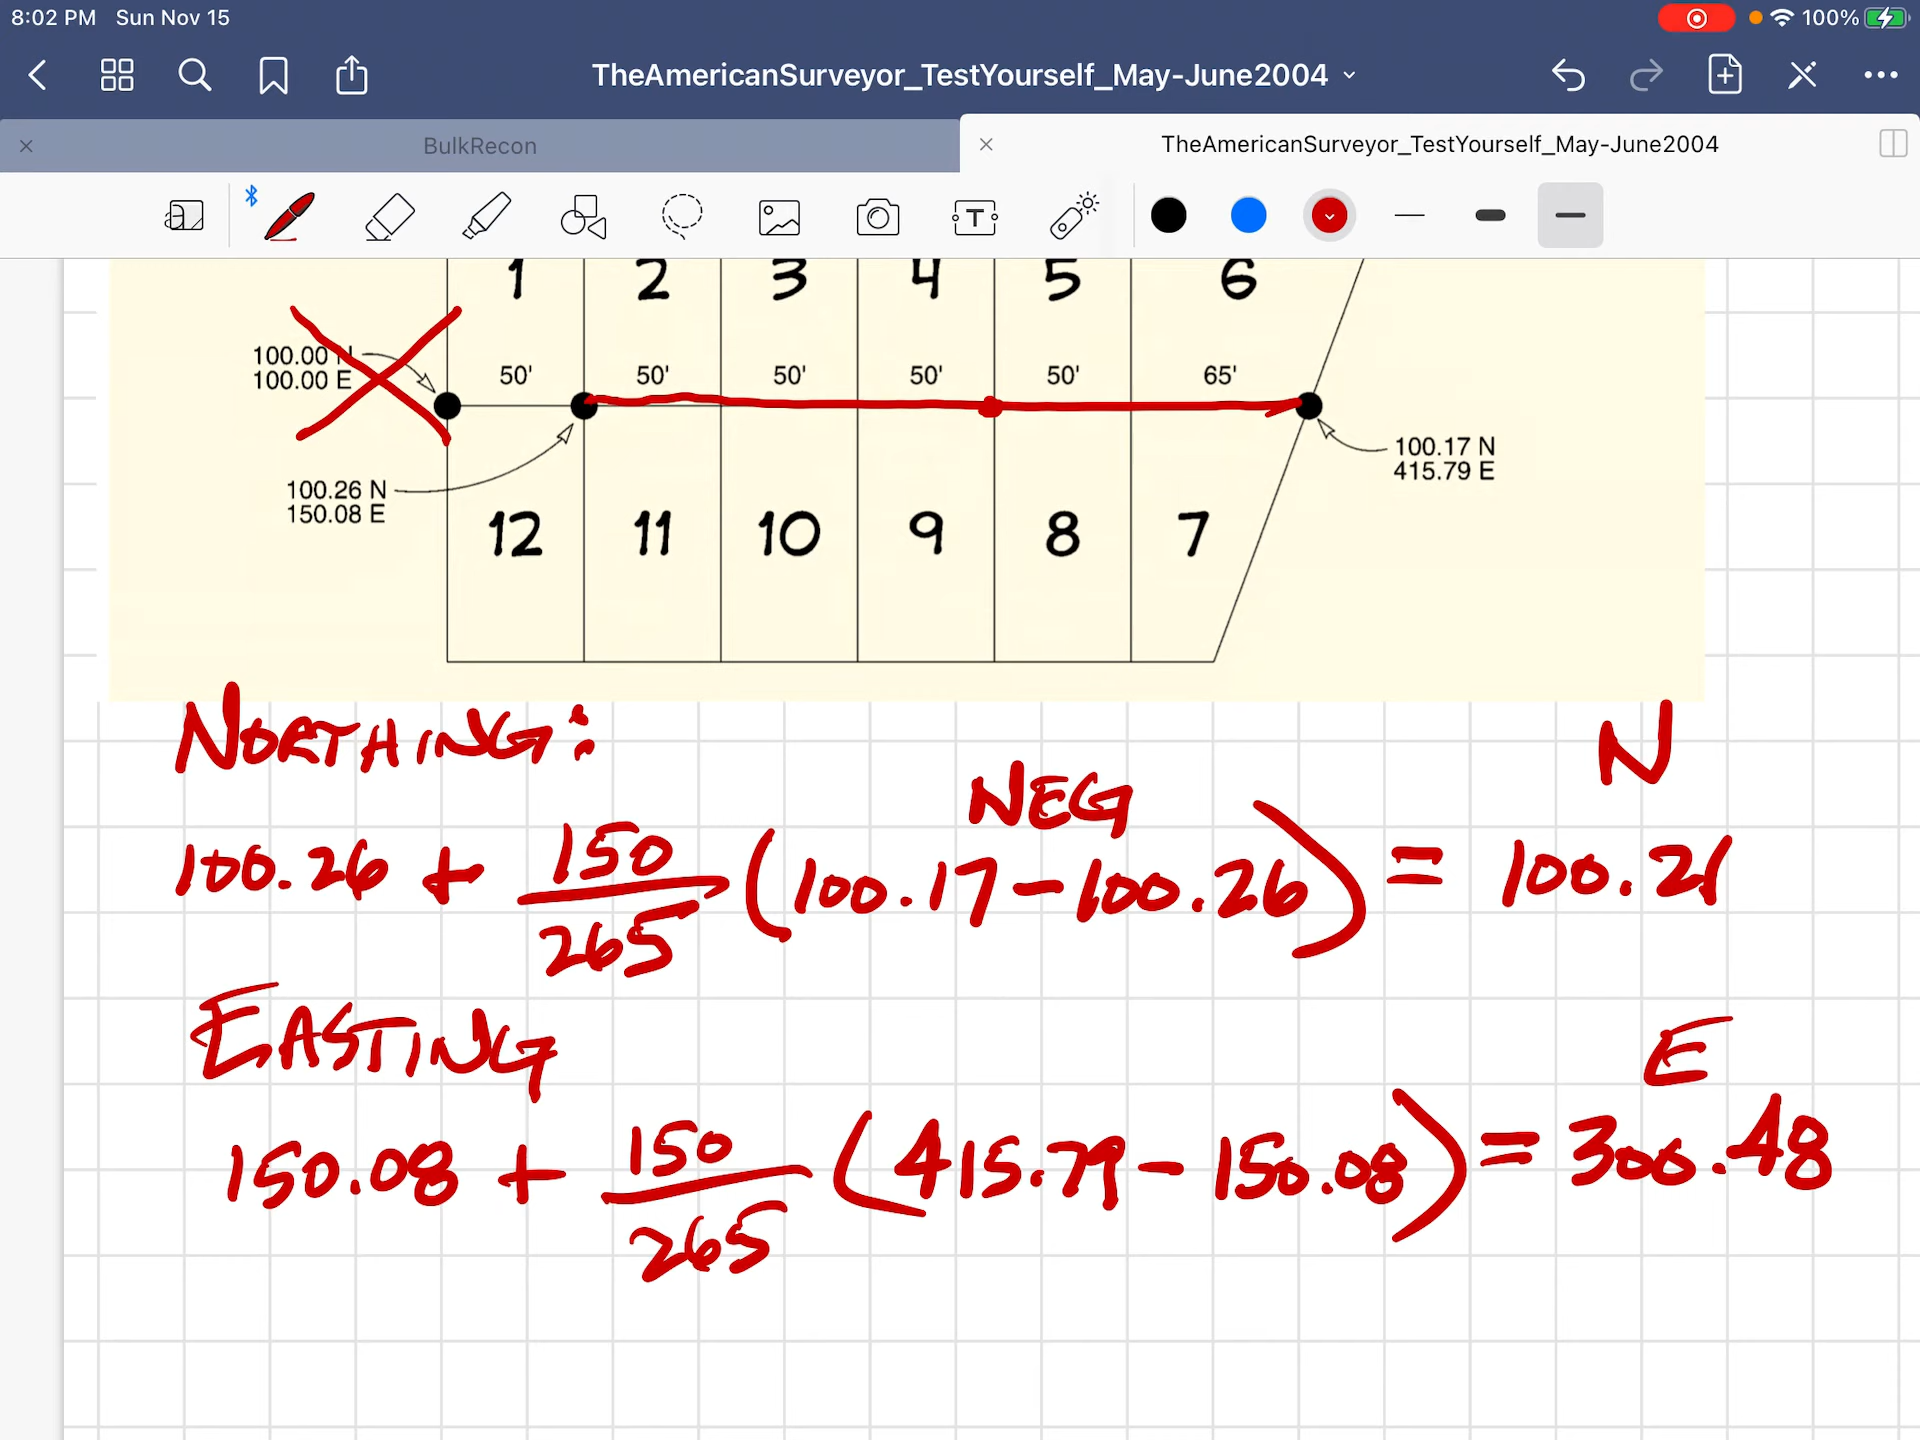 8:02 PM Sun Nov 15
100%
TheAmericanSurveyor_TestYourself_May-June2004
BulkRecon
TheAmericanSurveyor_TestYourself_May-June2004
1 2 3 4 5 6
100.00 N
100.00 E
50' 50' 50' 50' 50' 65'
100.17 N
415.79 E
100.26 N
150.08 E
12 11 10 9 8 7
NORTHING:
N
NEG
100.26 + 150/265 (100.17-100.26) = 100.21
EASTING
E
150.08 + 150/265 (415.79-150.08) = 300.48